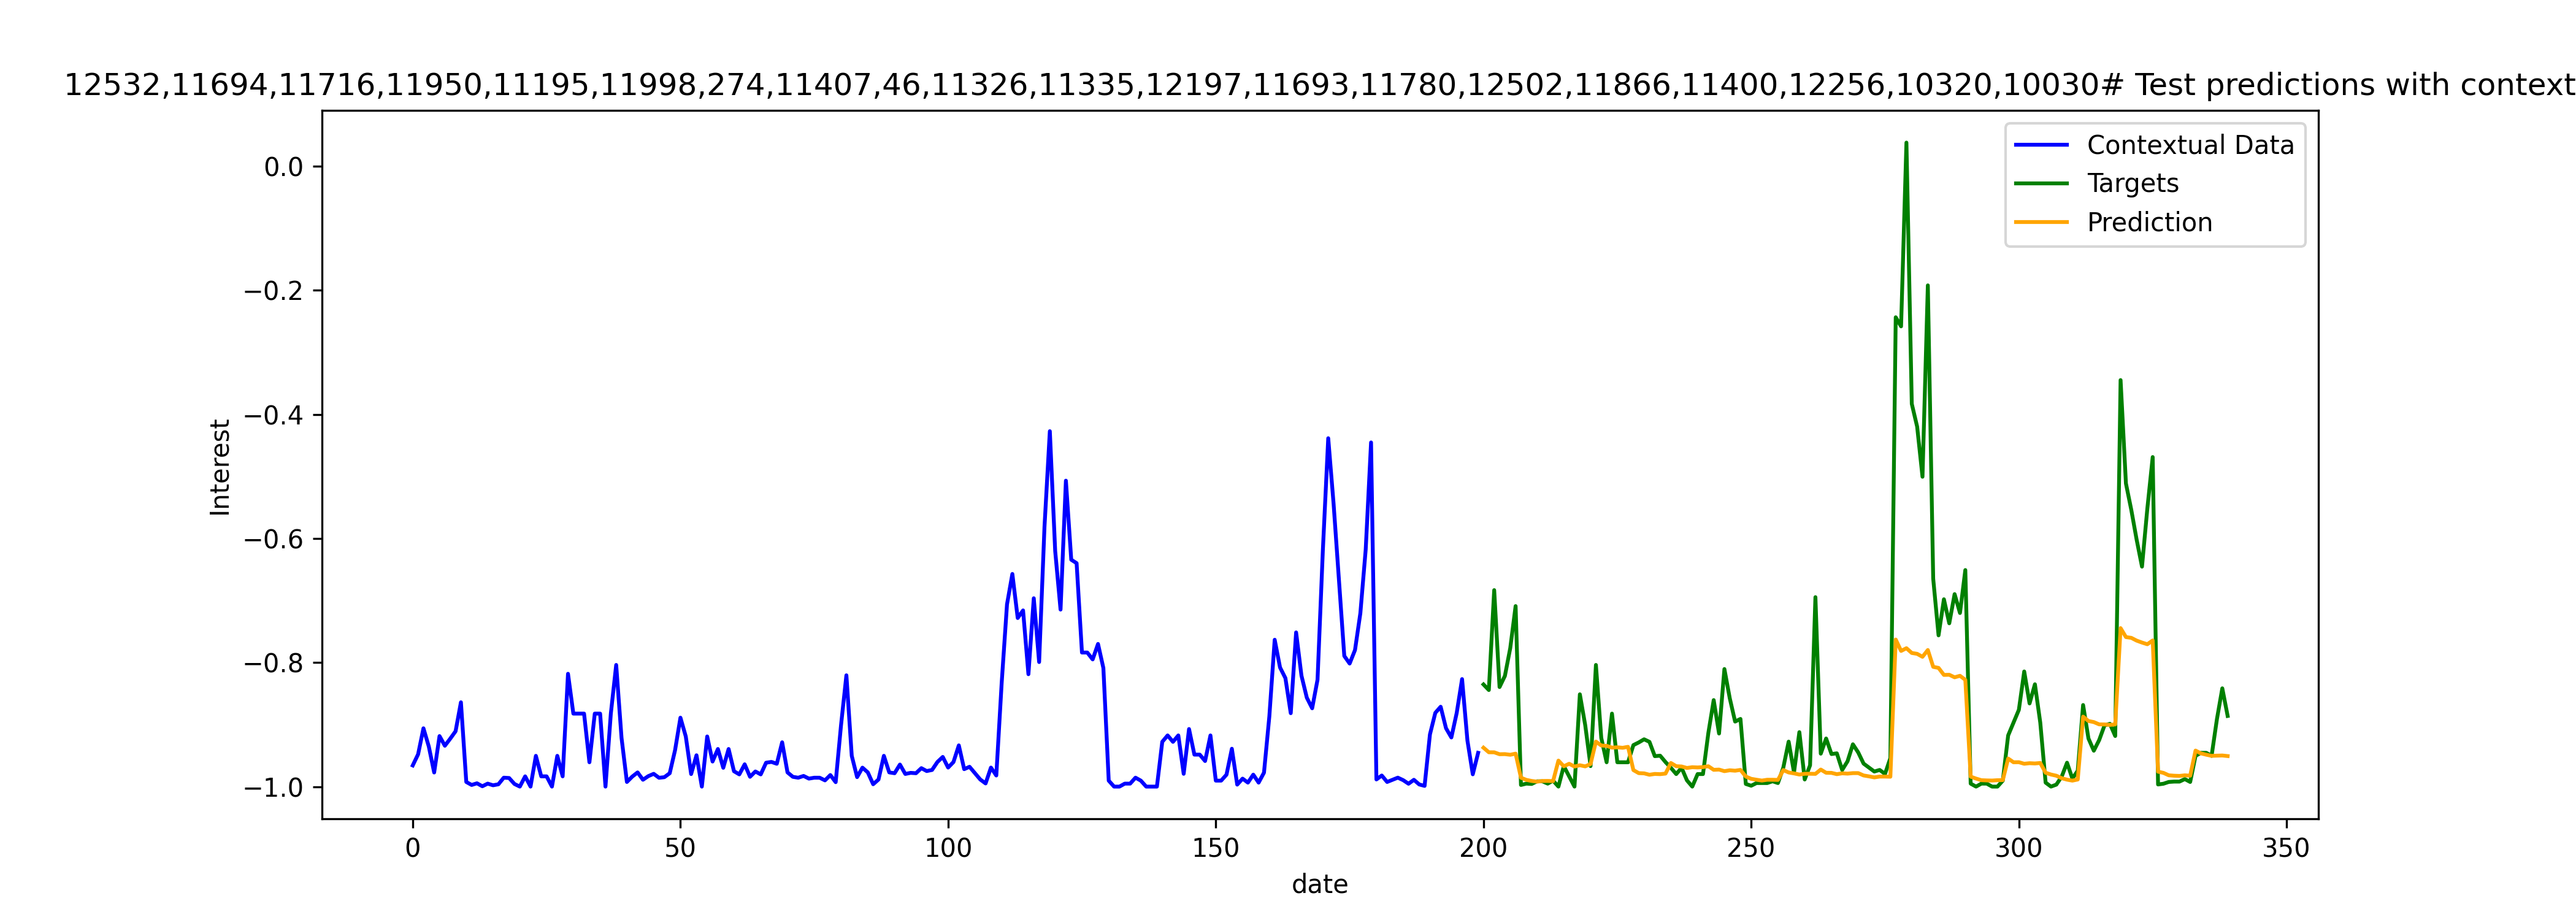 12532,11694,11716,11950,11195,11998,274,11407,46,11326,11335,12197,11693,11780,12502,11866,11400,12256,10320,10030# Test predictions with context
Contextual Data
Targets
Prediction
0.0
−0.2
−0.4
−0.6
−0.8
−1.0
Interest
0 50 100 150 200 250 300 350
date